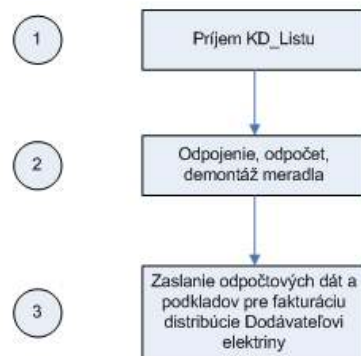 1
Príjem KD_Listu
2
Odpojenie, odpočet,
demontáž meradla
3
Zaslanie odpočtových dát a
podkladov pre fakturáciu
distribúcie Dodávateľovi
elektriny